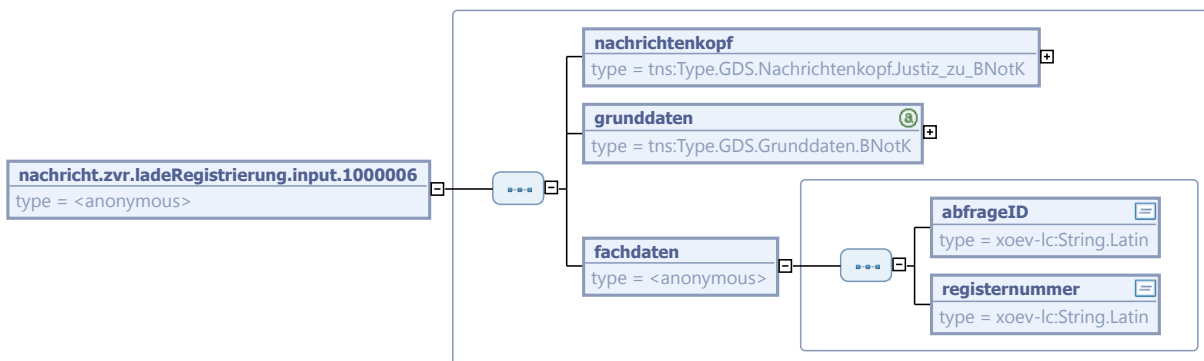 nachrichtenkopf
type = tns:Type.GDS.Nachrichtenkopf.Justiz_zu_BNotK
grunddaten
type = tns:Type.GDS.Grunddaten.BNotK
nachricht.zvr.ladeRegistrierung.input.1000006
type = <anonymous>
fachdaten
type = <anonymous>
abfrageID
type = xoev-lc:String.Latin
registernummer
type = xoev-lc:String.Latin